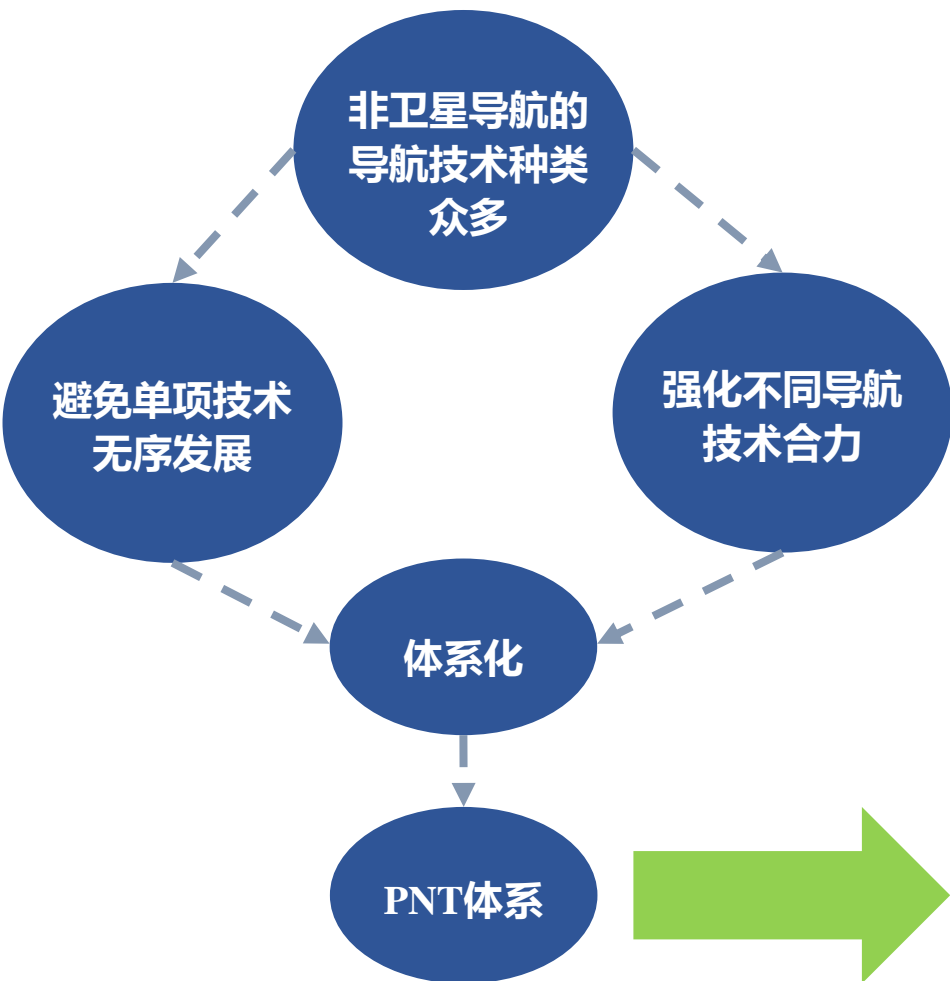 非卫星导航的
导航技术种类
众多
避免单项技术
无序发展
强化不同导航
技术合力
体系化
PNT体系